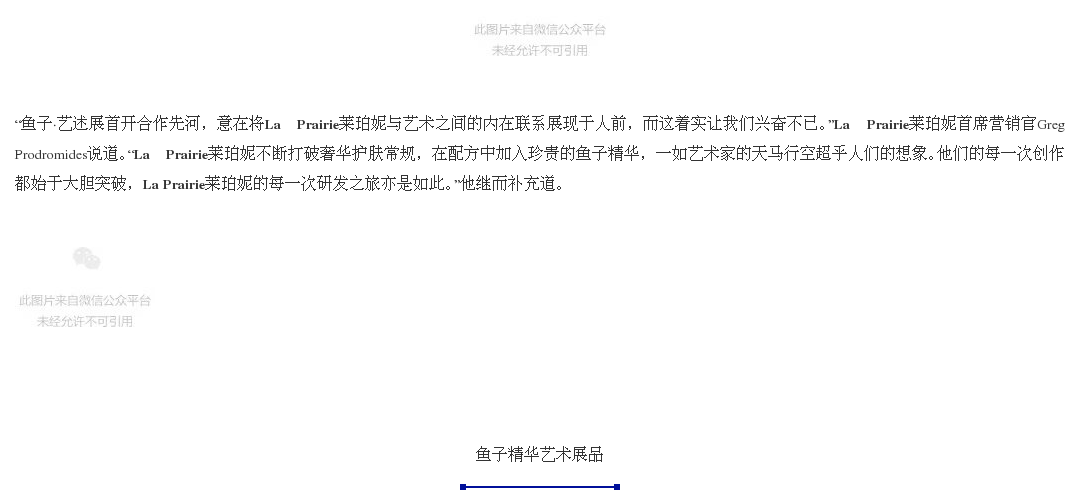 此图片来自微信公众平台
未经允许不可引用
“鱼子·艺述展首开合作先河，意在将La Prairie莱珀妮与艺术之间的内在联系展现于人前，而这着实让我们兴奋不已。”La Prairie莱珀妮首席营销官Greg
Prodromides说道。“La Prairie莱珀妮不断打破奢华护肤常规，在配方中加入珍贵的鱼子精华，一如艺术家的天马行空超乎人们的想象。他们的每一次创作
都始于大胆突破，La Prairie莱珀妮的每一次研发之旅亦是如此。”他继而补充道。
此图片来自微信公众平台
未经允许不可引用
鱼子精华艺术展品